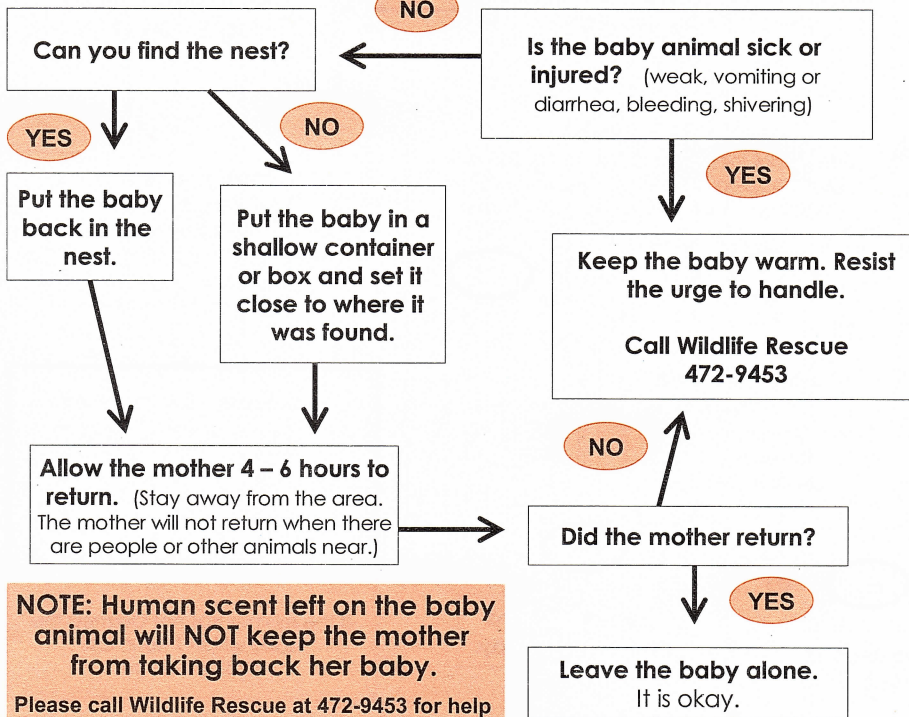 NO
Is the baby animal sick or
injured? (weak, vomiting or
diarrhea, bleeding, shivering)
Can you find the nest?
YES
NO
YES
Put the baby
back in the
nest.
Put the baby in a
shallow container
or box and set it
close to where it
was found.
Keep the baby warm. Resist
the urge to handle.
Call Wildlife Rescue
472-9453
Allow the mother 4 – 6 hours to
return. (Stay away from the area.
The mother will not return when there
are people or other animals near.)
NO
Did the mother return?
YES
Leave the baby alone.
It is okay.
NOTE: Human scent left on the baby
animal will NOT keep the mother
from taking back her baby.
Please call Wildlife Rescue at 472-9453 for help